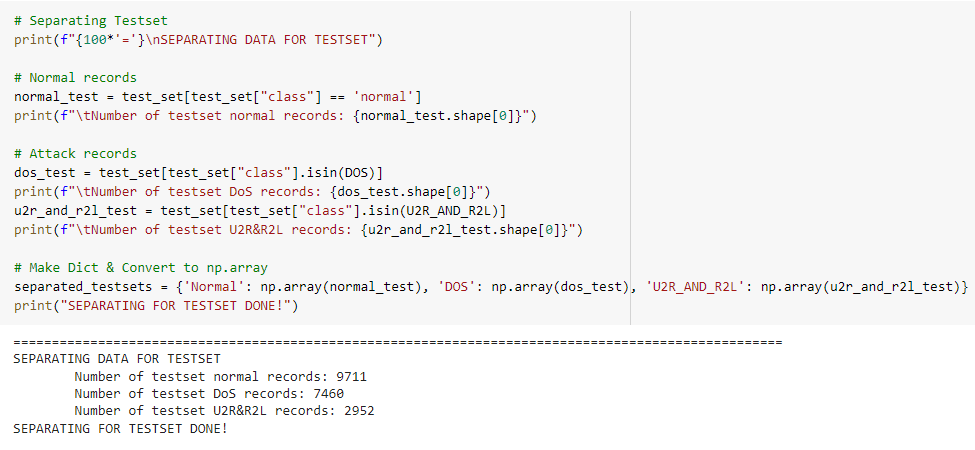 # Separating Testset
print(f"{100*'='}\nSEPARATING DATA FOR TESTSET")
# Normal records
normal_test = test_set[test_set["class"] == 'normal']
print(f"\tNumber of testset normal records: {normal_test.shape[0]}")
# Attack records
dos_test = test_set[test_set["class"].isin(DOS)]
print(f"\tNumber of testset DoS records: {dos_test.shape[0]}")
u2r_and_r2l_test = test_set[test_set["class"].isin(U2R_AND_R2L)]
print(f"\tNumber of testset U2R&R2L records: {u2r_and_r2l_test.shape[0]}")
# Make Dict & Convert to np.array
separated_testsets = {'Normal': np.array(normal_test), 'DOS': np.array(dos_test), 'U2R_AND_R2L': np.array(u2r_and_r2l_test)}
print("SEPARATING FOR TESTSET DONE!")
====================================================================================================
SEPARATING DATA FOR TESTSET
Number of testset normal records: 9711
Number of testset DoS records: 7460
Number of testset U2R&R2L records: 2952
SEPARATING FOR TESTSET DONE!